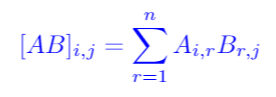 [AB]_{i,j} = \sum_{r=1}^{n} A_{i,r} B_{r,j}